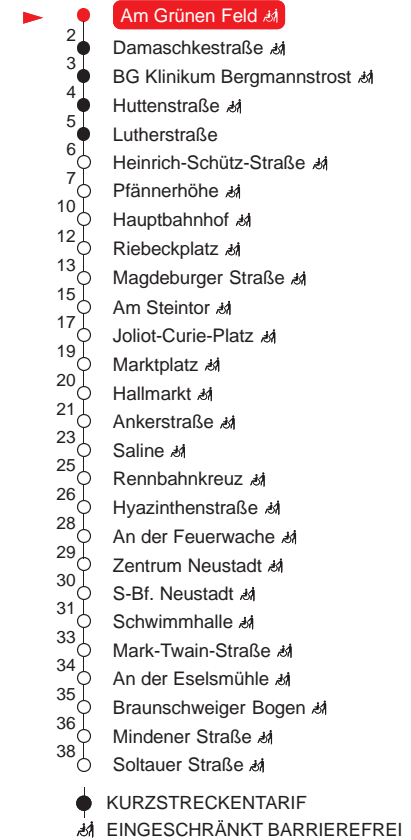 Am Grünen Feld
2
Damaschkestraße
3
BG Klinikum Bergmannstrost
4
Huttenstraße
5
Lutherstraße
6
Heinrich-Schütz-Straße
7
Pfännerhöhe
10
Hauptbahnhof
12
Riebeckplatz
13
Magdeburger Straße
15
Am Steintor
17
Joliot-Curie-Platz
19
Marktplatz
20
Hallmarkt
21
Ankerstraße
23
Saline
25
Rennbahnkreuz
26
Hyazinthenstraße
28
An der Feuerwache
29
Zentrum Neustadt
30
S-Bf. Neustadt
31
Schwimmhalle
33
Mark-Twain-Straße
34
An der Eselsmühle
35
Braunschweiger Bogen
36
Mindener Straße
38
Soltauer Straße
KURZSTRECKENTARIF
EINGESCHRÄNKT BARRIEREFREI